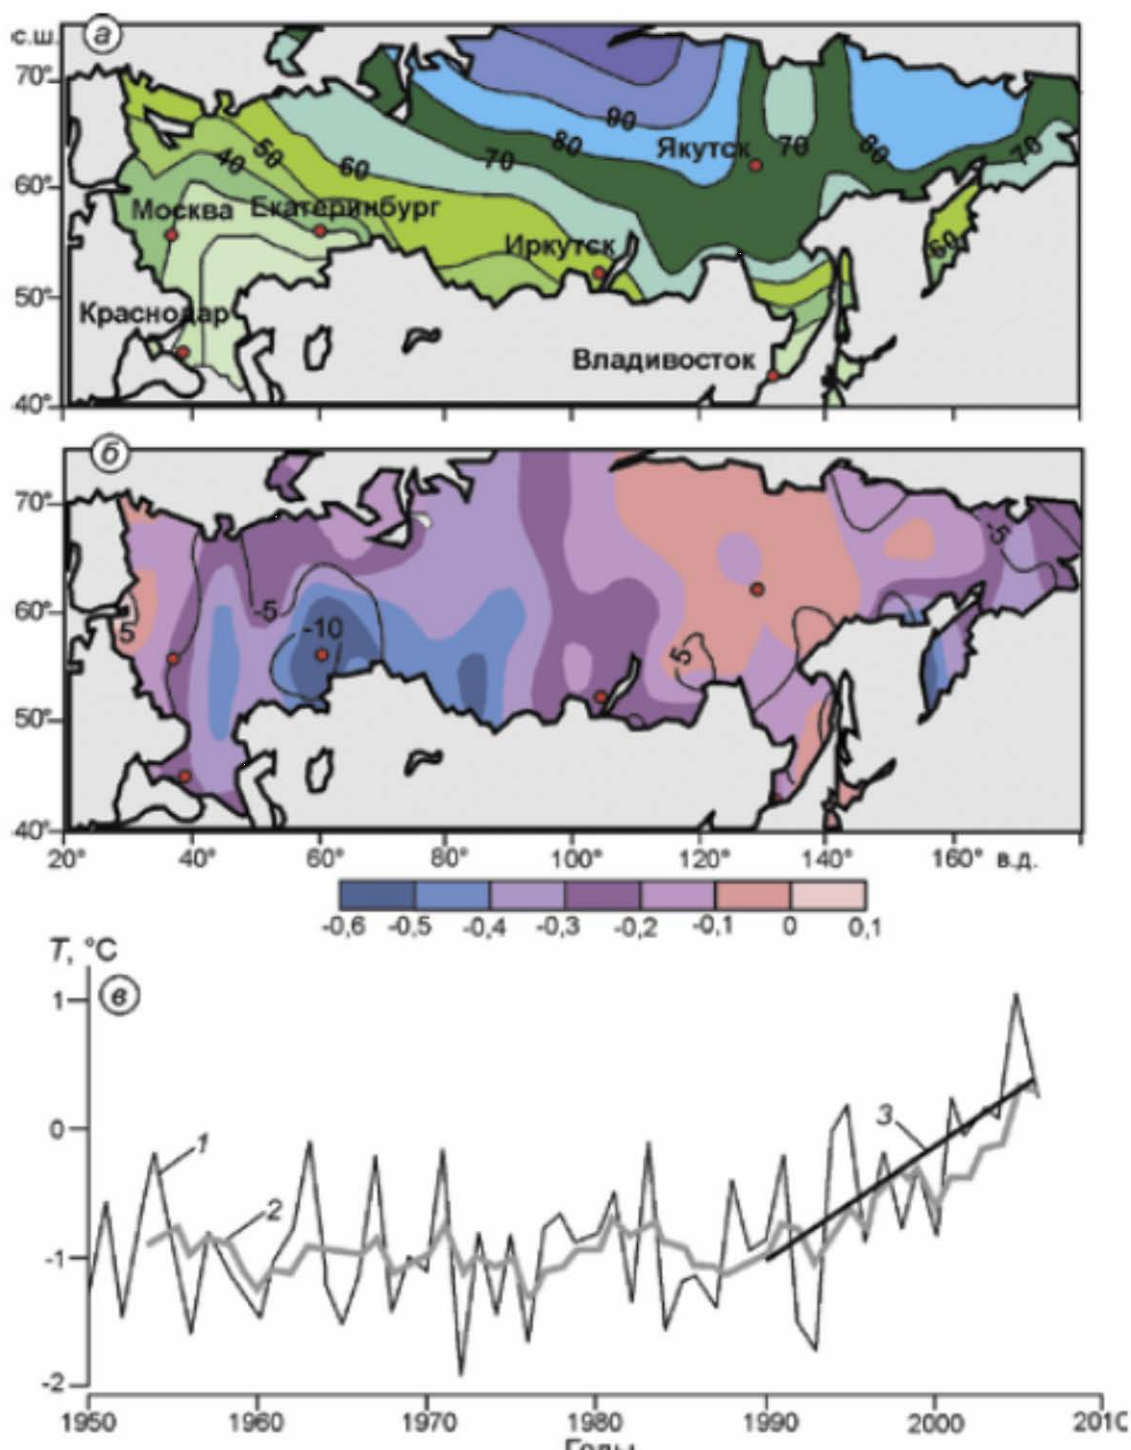 с.ш. а
70°
90
80
Якутск 70 80 70
50
40 60 70
60°
Москва Екатеринбург
Иркутск 60
50°
Краснодар
Владивосток
40°
б
70°
-5
60° -5
5 -10
5
50°
40°
20° 40° 60° 80° 100° 120° 140° 160° в.д.
-0,6 -0,5 -0,4 -0,3 -0,2 -0,1 0 0,1
T, °C
в
1
0 3
1
2
-1
-2
1950 1960 1970 1980 1990 2000 2010
Годы